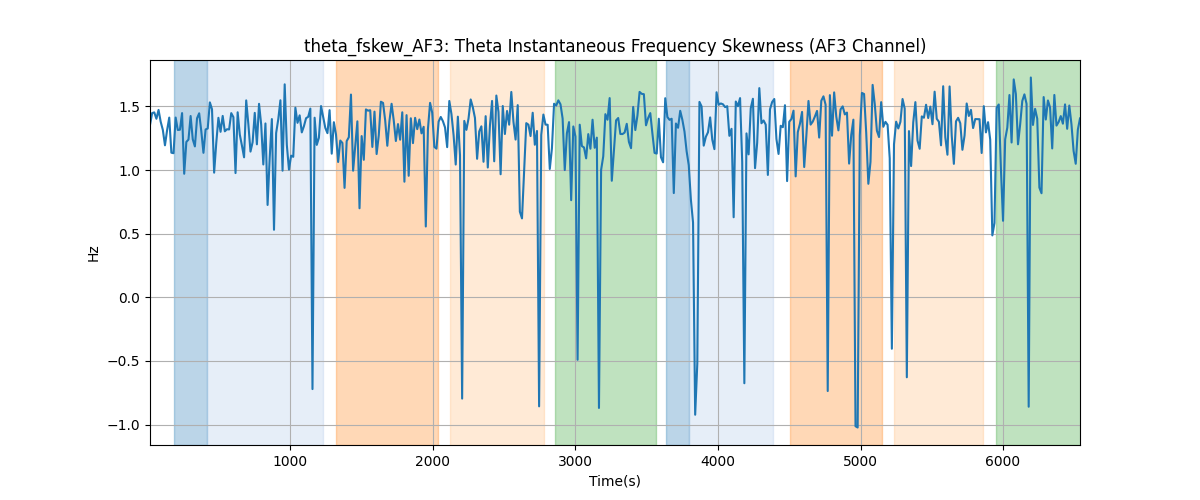 theta_fskew_AF3: Theta Instantaneous Frequency Skewness (AF3 Channel)
1.5
1.0
0.5
0.0
−0.5
−1.0
Hz
1000 2000 3000 4000 5000 6000
Time(s)